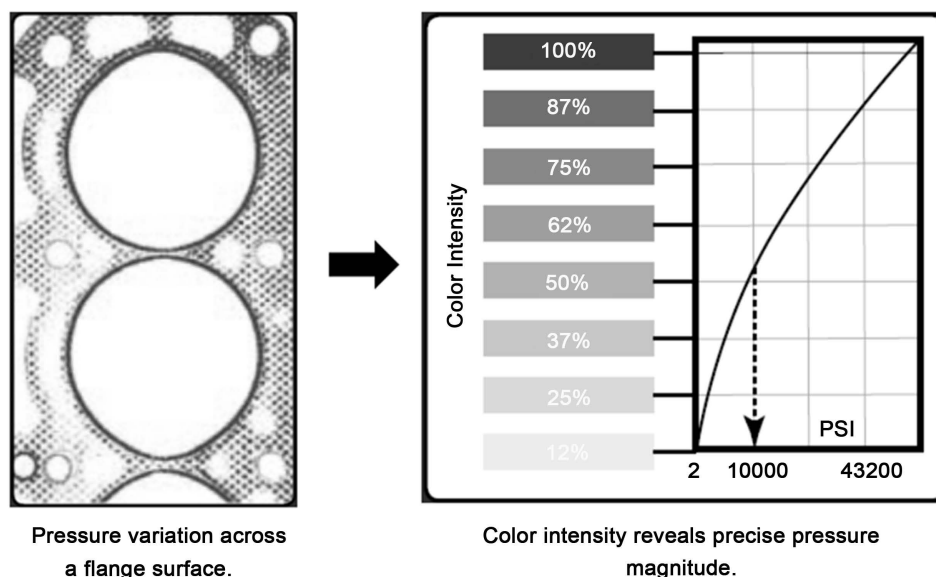 100%
87%
75%
62%
50%
37%
25%
12%
Color Intensity
PSI
2 10000 43200
Pressure variation across
a flange surface.
Color intensity reveals precise pressure
magnitude.